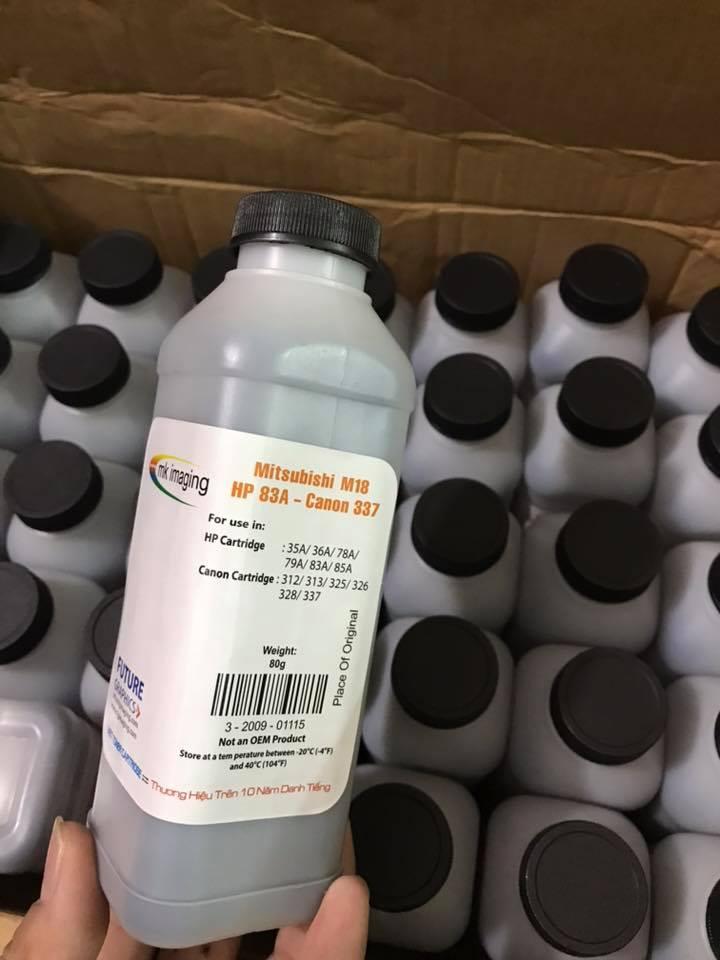 mk imaging
Mitsubishi M18
HP 83A - Canon 337
For use in:
HP Cartridge : 35A/ 36A/ 78A/
79A/ 83A/ 85A
Canon Cartridge : 312/ 313/ 325/ 326
328/ 337
Place Of Original
Weight:
80g
3 - 2009 - 01115
Not an OEM Product
Store at a tem perature between -20°C (-4°F)
and 40°C (104°F)
FUTURE
GRAPHICS
Thương Hiệu Trên 10 Năm Danh Tiếng